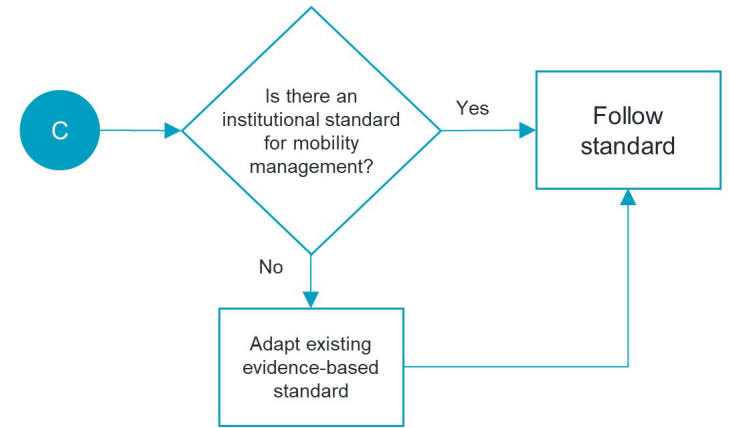 C
Is there an
institutional standard
for mobility
management?
Yes
Follow
standard
No
Adapt existing
evidence-based
standard